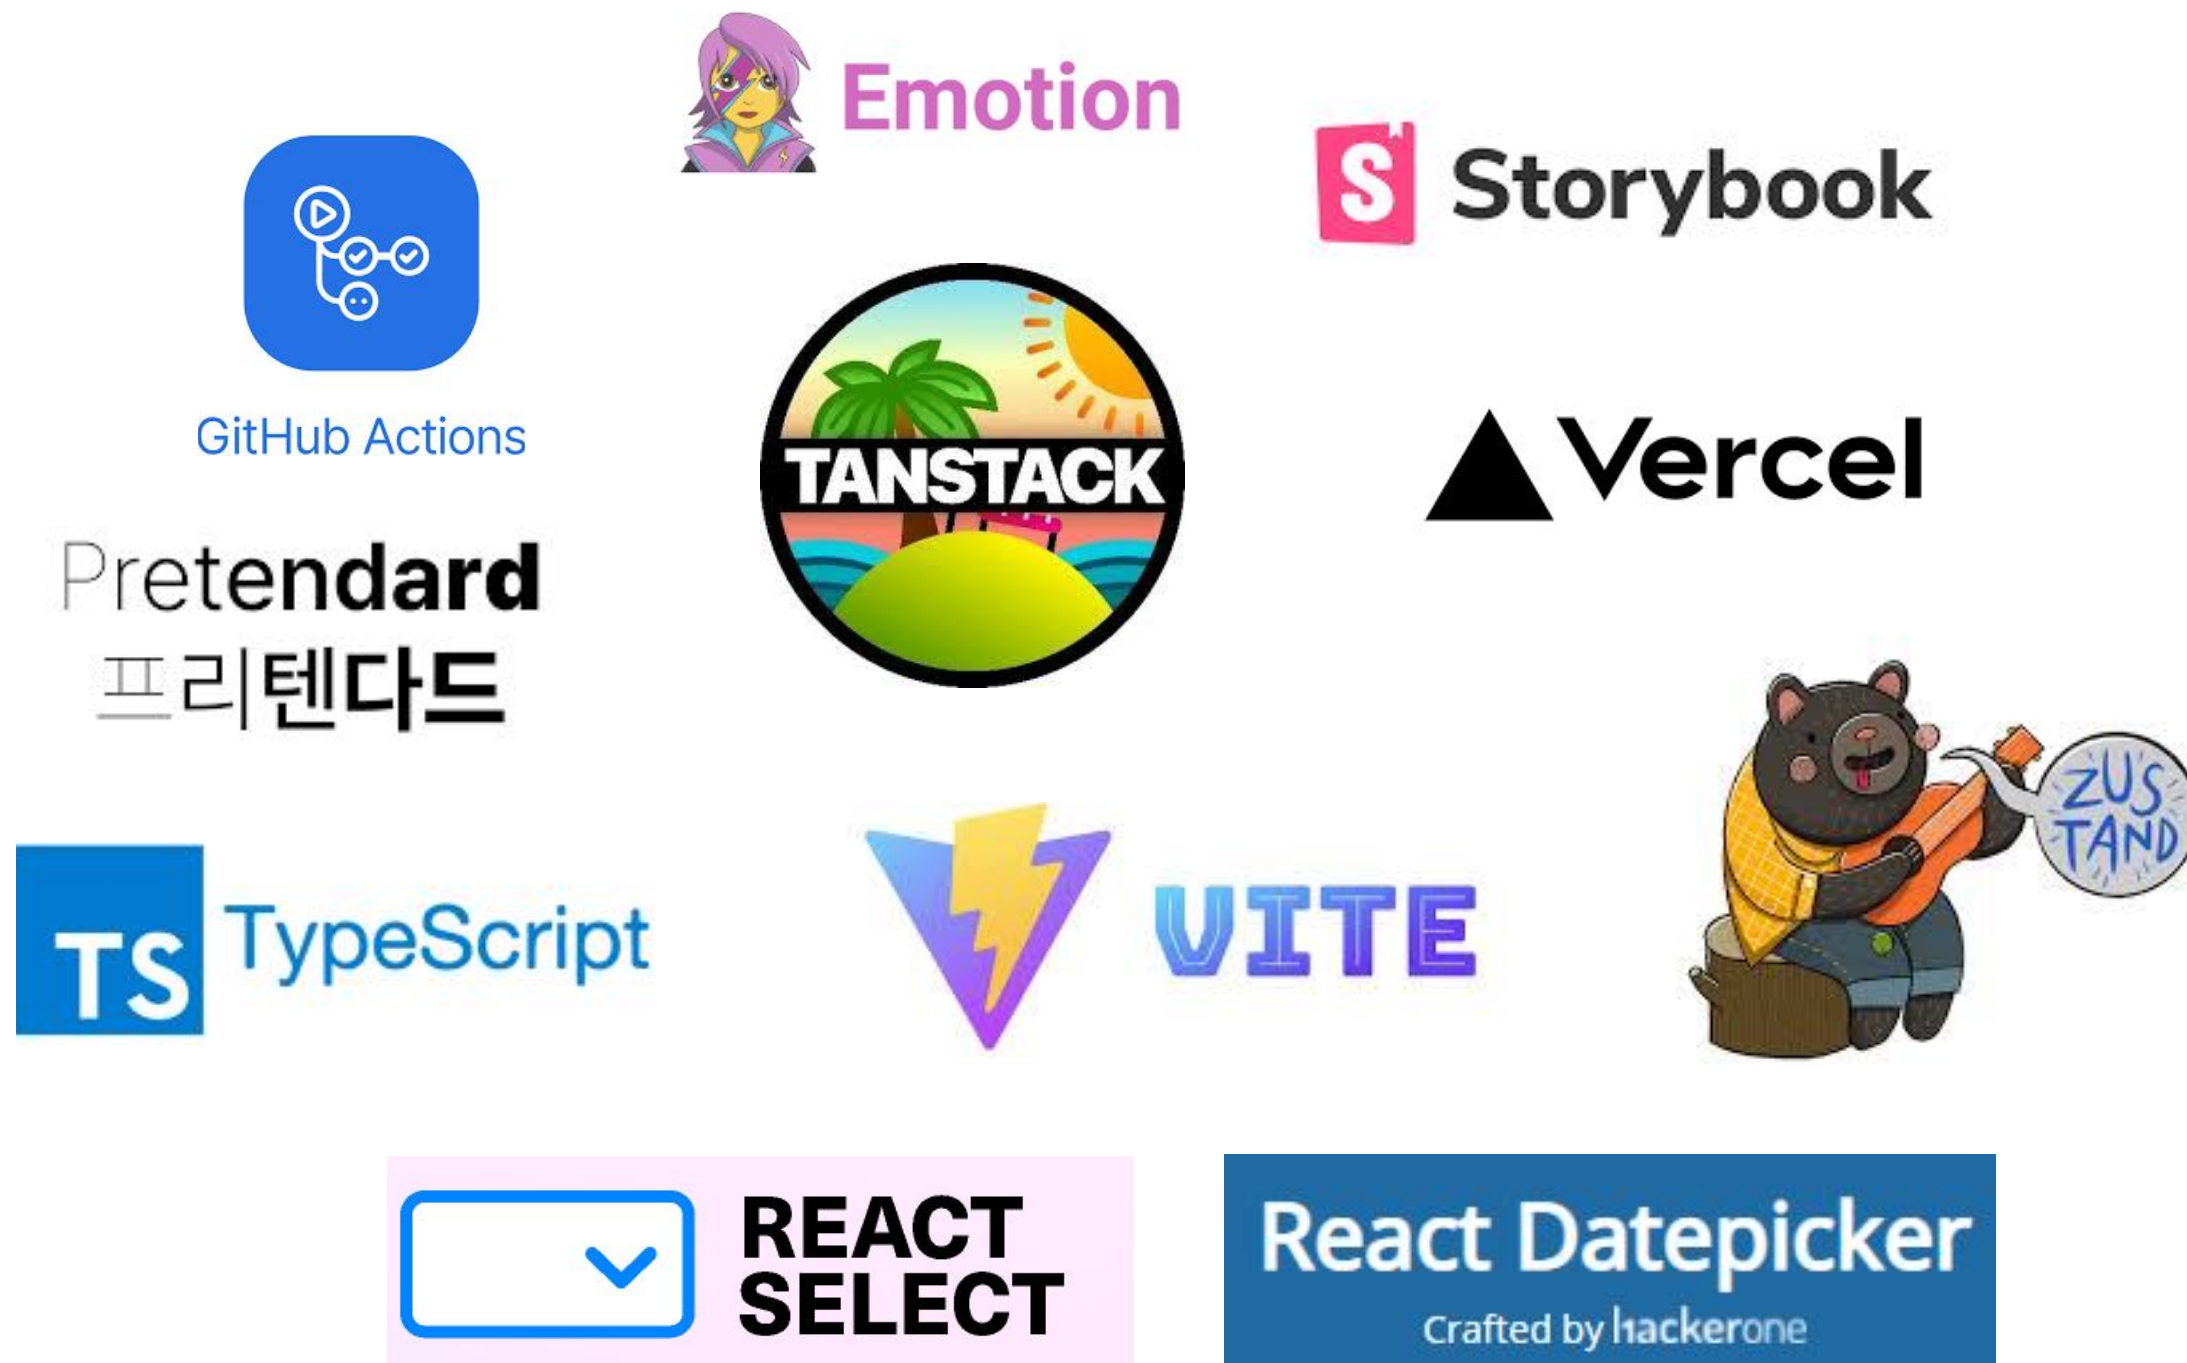 Emotion
S Storybook
GitHub Actions
TANSTACK
Vercel
Pretendard
프리텐다드
ZUS
TAND
TS TypeScript
VITE
REACT
SELECT
React Datepicker
Crafted by hackerone